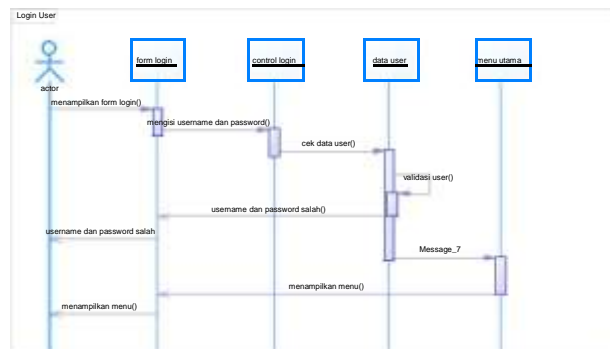 Login User
form login
control login
data user
menu utama
actor
menampilkan form login()
mengisi username dan password()
cek data user()
validasi user()
username dan password salah()
username dan password salah
Message_7
menampilkan menu()
menampilkan menu()